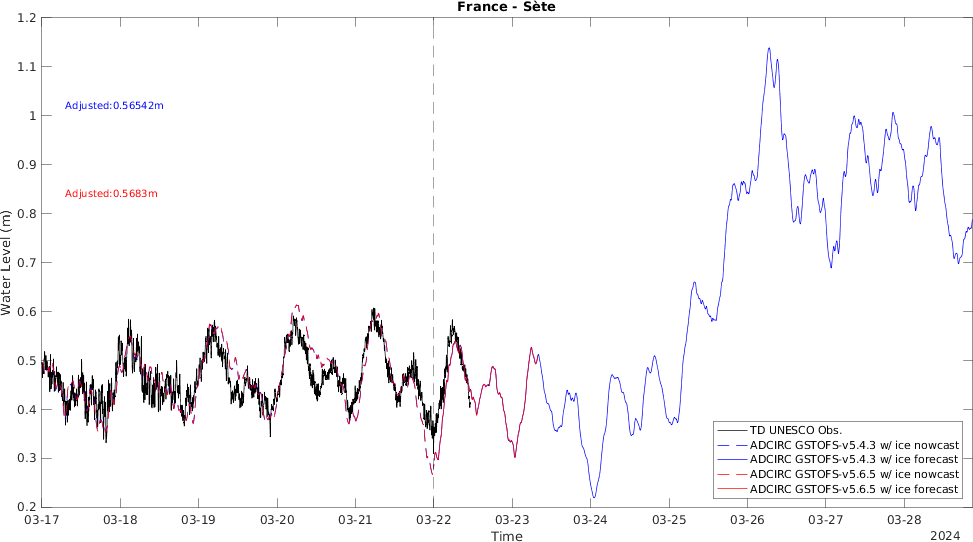 France - Sète
1.2
1.1
1
0.9
0.8
0.7
0.6
0.5
0.4
0.3
0.2
Water Level (m)
Adjusted:0.56542m
Adjusted:0.5683m
TD UNESCO Obs.
ADCIRC GSTOFS-v5.4.3 w/ ice nowcast
ADCIRC GSTOFS-v5.4.3 w/ ice forecast
ADCIRC GSTOFS-v5.6.5 w/ ice nowcast
ADCIRC GSTOFS-v5.6.5 w/ ice forecast
03-17 03-18 03-19 03-20 03-21 03-22 03-23 03-24 03-25 03-26 03-27 03-28
Time
2024